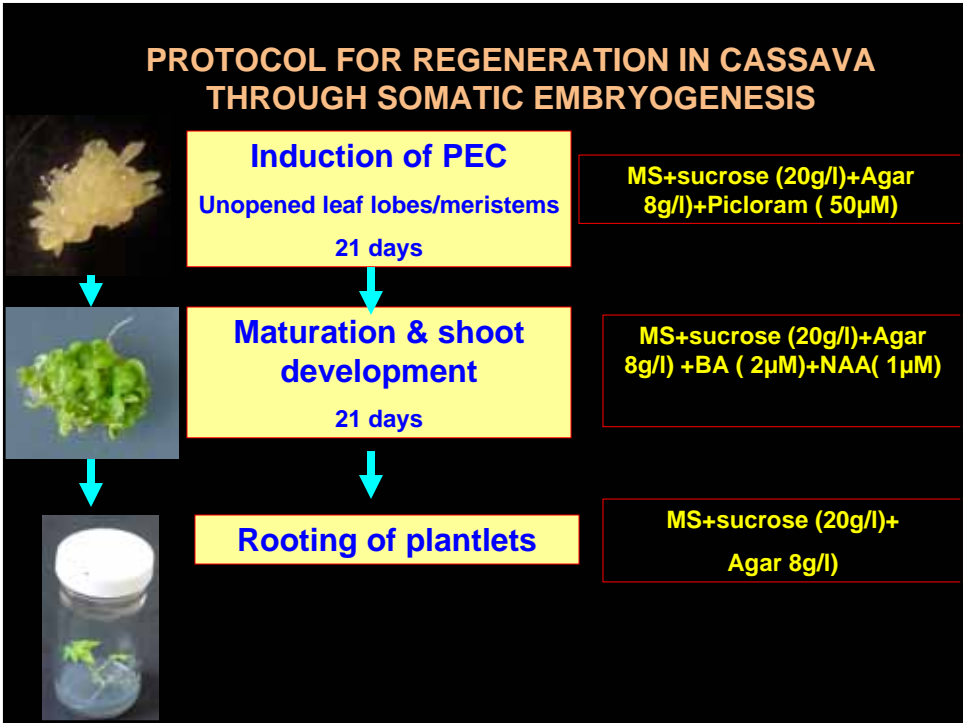 PROTOCOL FOR REGENERATION IN CASSAVA
THROUGH SOMATIC EMBRYOGENESIS
Induction of PEC
Unopened leaf lobes/meristems
21 days
MS+sucrose (20g/l)+Agar
8g/l)+Picloram ( 50µM)
Maturation & shoot
development
21 days
MS+sucrose (20g/l)+Agar
8g/l) +BA ( 2µM)+NAA( 1µM)
Rooting of plantlets
MS+sucrose (20g/l)+
Agar 8g/l)